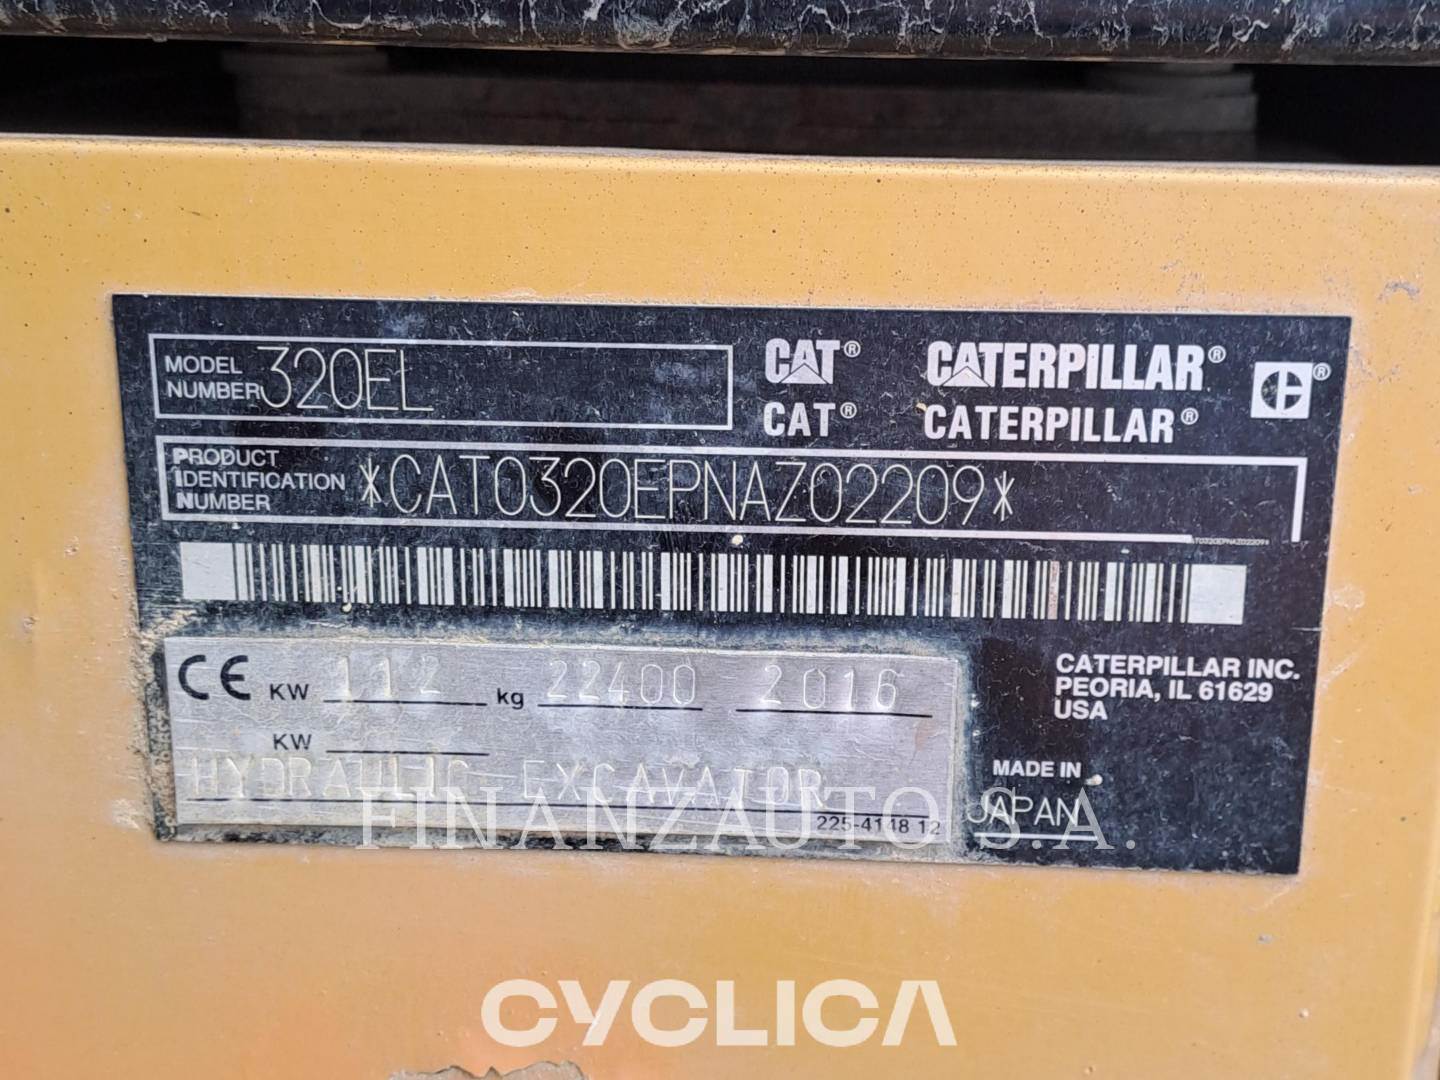 MODEL NUMBER 320EL
CAT® CATERPILLAR®
CAT® CATERPILLAR®
PRODUCT
IDENTIFICATION
NUMBER
*CAT0320EPNAZ02209*
CE KW 112 kg 22400 2016
KW
HYDRAULIC EXCAVATOR
225-4148 12
CATERPILLAR INC.
PEORIA, IL 61629
USA
MADE IN
JAPAN
FINANZAUTO S.A.
CYCLICA